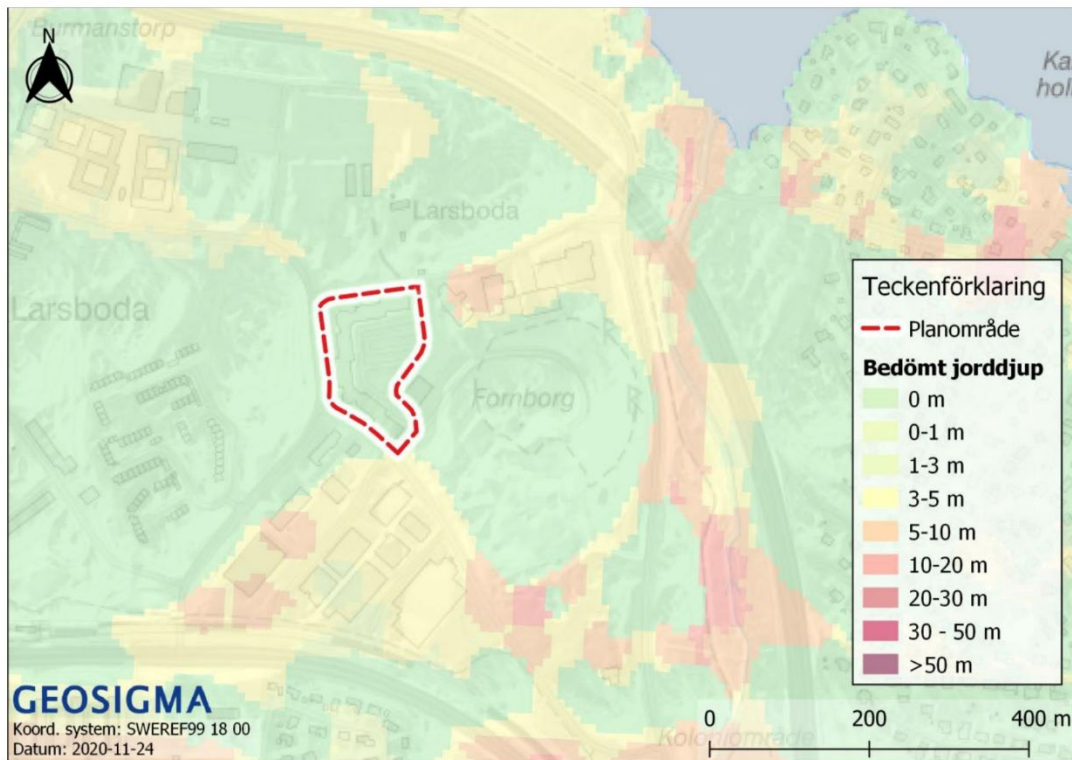 Burmanstorp
N
Larsboda
Larsboda
Fornborg
Teckenförklaring
Planområde
Bedömt jorddjup
0 m
0-1 m
1-3 m
3-5 m
5-10 m
10-20 m
20-30 m
30 - 50 m
>50 m
GEOSIGMA
Koord. system: SWEREF99 18 00
Datum: 2020-11-24
Koloniområde
0 200 400 m